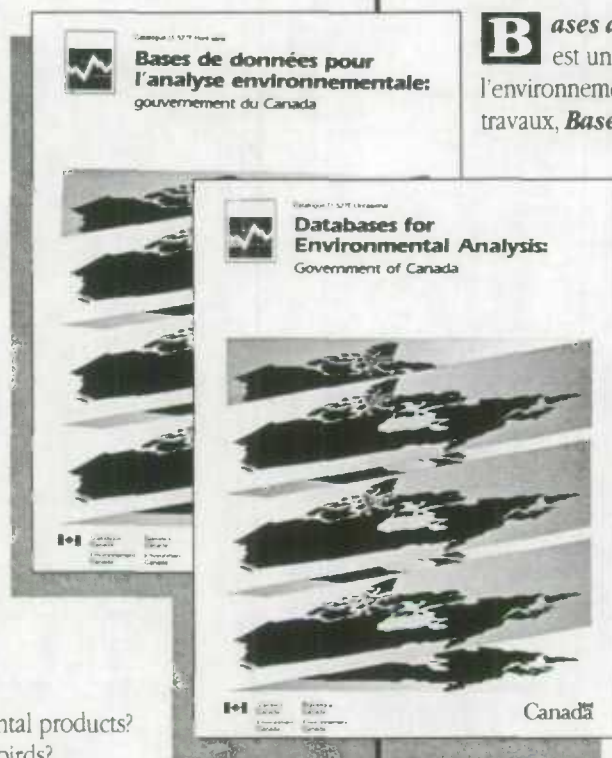 Bases de données pour
l'analyse environnementale:
gouvernement du Canada
Databases for
Environmental Analysis:
Government of Canada
Canada
Bases
est un
l'environneme
travaux, Base
ntal products?
birds?